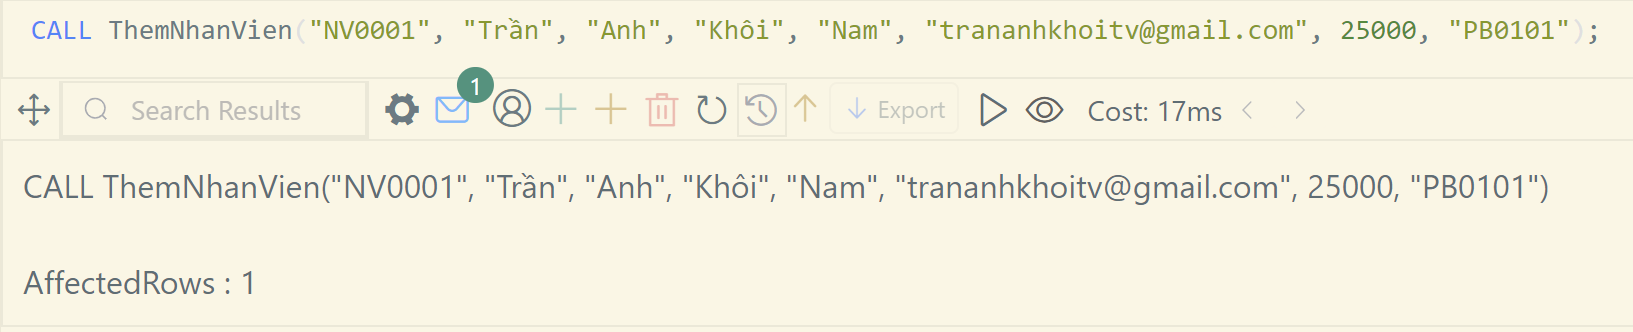 CALL ThemNhanVien("NV0001", "Trần", "Anh", "Khôi", "Nam", "trananhkhoitv@gmail.com", 25000, "PB0101");
Search Results 1 Export Cost: 17ms
CALL ThemNhanVien("NV0001", "Trần", "Anh", "Khôi", "Nam", "trananhkhoitv@gmail.com", 25000, "PB0101")
AffectedRows : 1